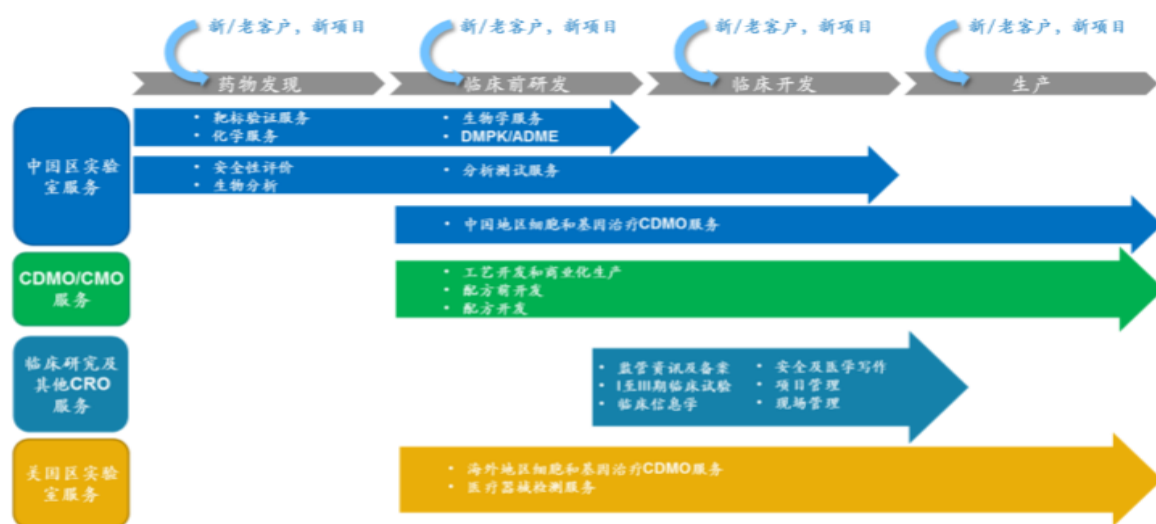 新/老客户，新项目
新/老客户，新项目
新/老客户，新项目
新/老客户，新项目
药物发现
临床前研发
临床开发
生产
中国区实验
室服务
• 靶标验证服务
• 化学服务
• 生物学服务
• DMPK/ADME
• 安全性评价
• 生物分析
• 分析测试服务
• 中国地区细胞和基因治疗CDMO服务
CDMO/CMO
服务
• 工艺开发和商业化生产
• 配方前开发
• 配方开发
临床研究及
其他CRO
服务
• 监管资讯及备案
• I至III期临床试验
• 临床信息学
• 安全及医学写作
• 项目管理
• 现场管理
美国区实验
室服务
• 海外地区细胞和基因治疗CDMO服务
• 医疗器械检测服务